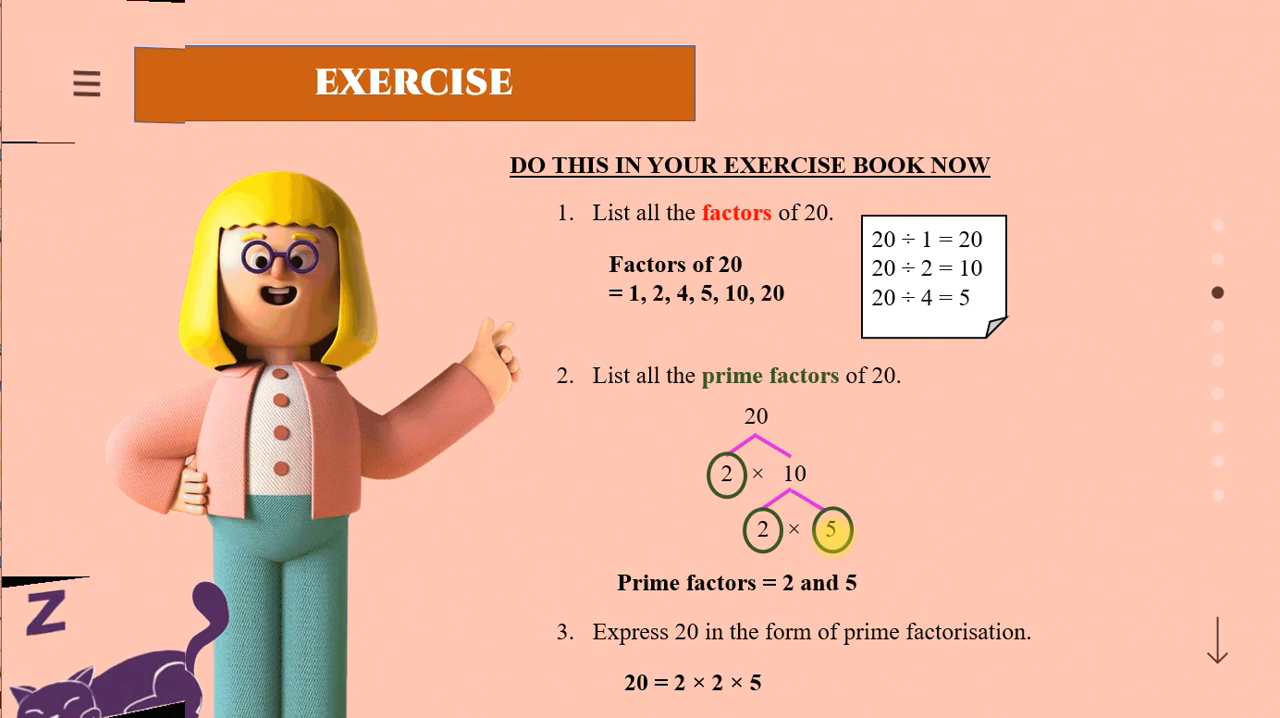 EXERCISE
DO THIS IN YOUR EXERCISE BOOK NOW
1. List all the factors of 20.
Factors of 20
= 1, 2, 4, 5, 10, 20
20 ÷ 1 = 20
20 ÷ 2 = 10
20 ÷ 4 = 5
2. List all the prime factors of 20.
20
2 × 10
2 × 5
Prime factors = 2 and 5
3. Express 20 in the form of prime factorisation.
20 = 2 × 2 × 5
Z